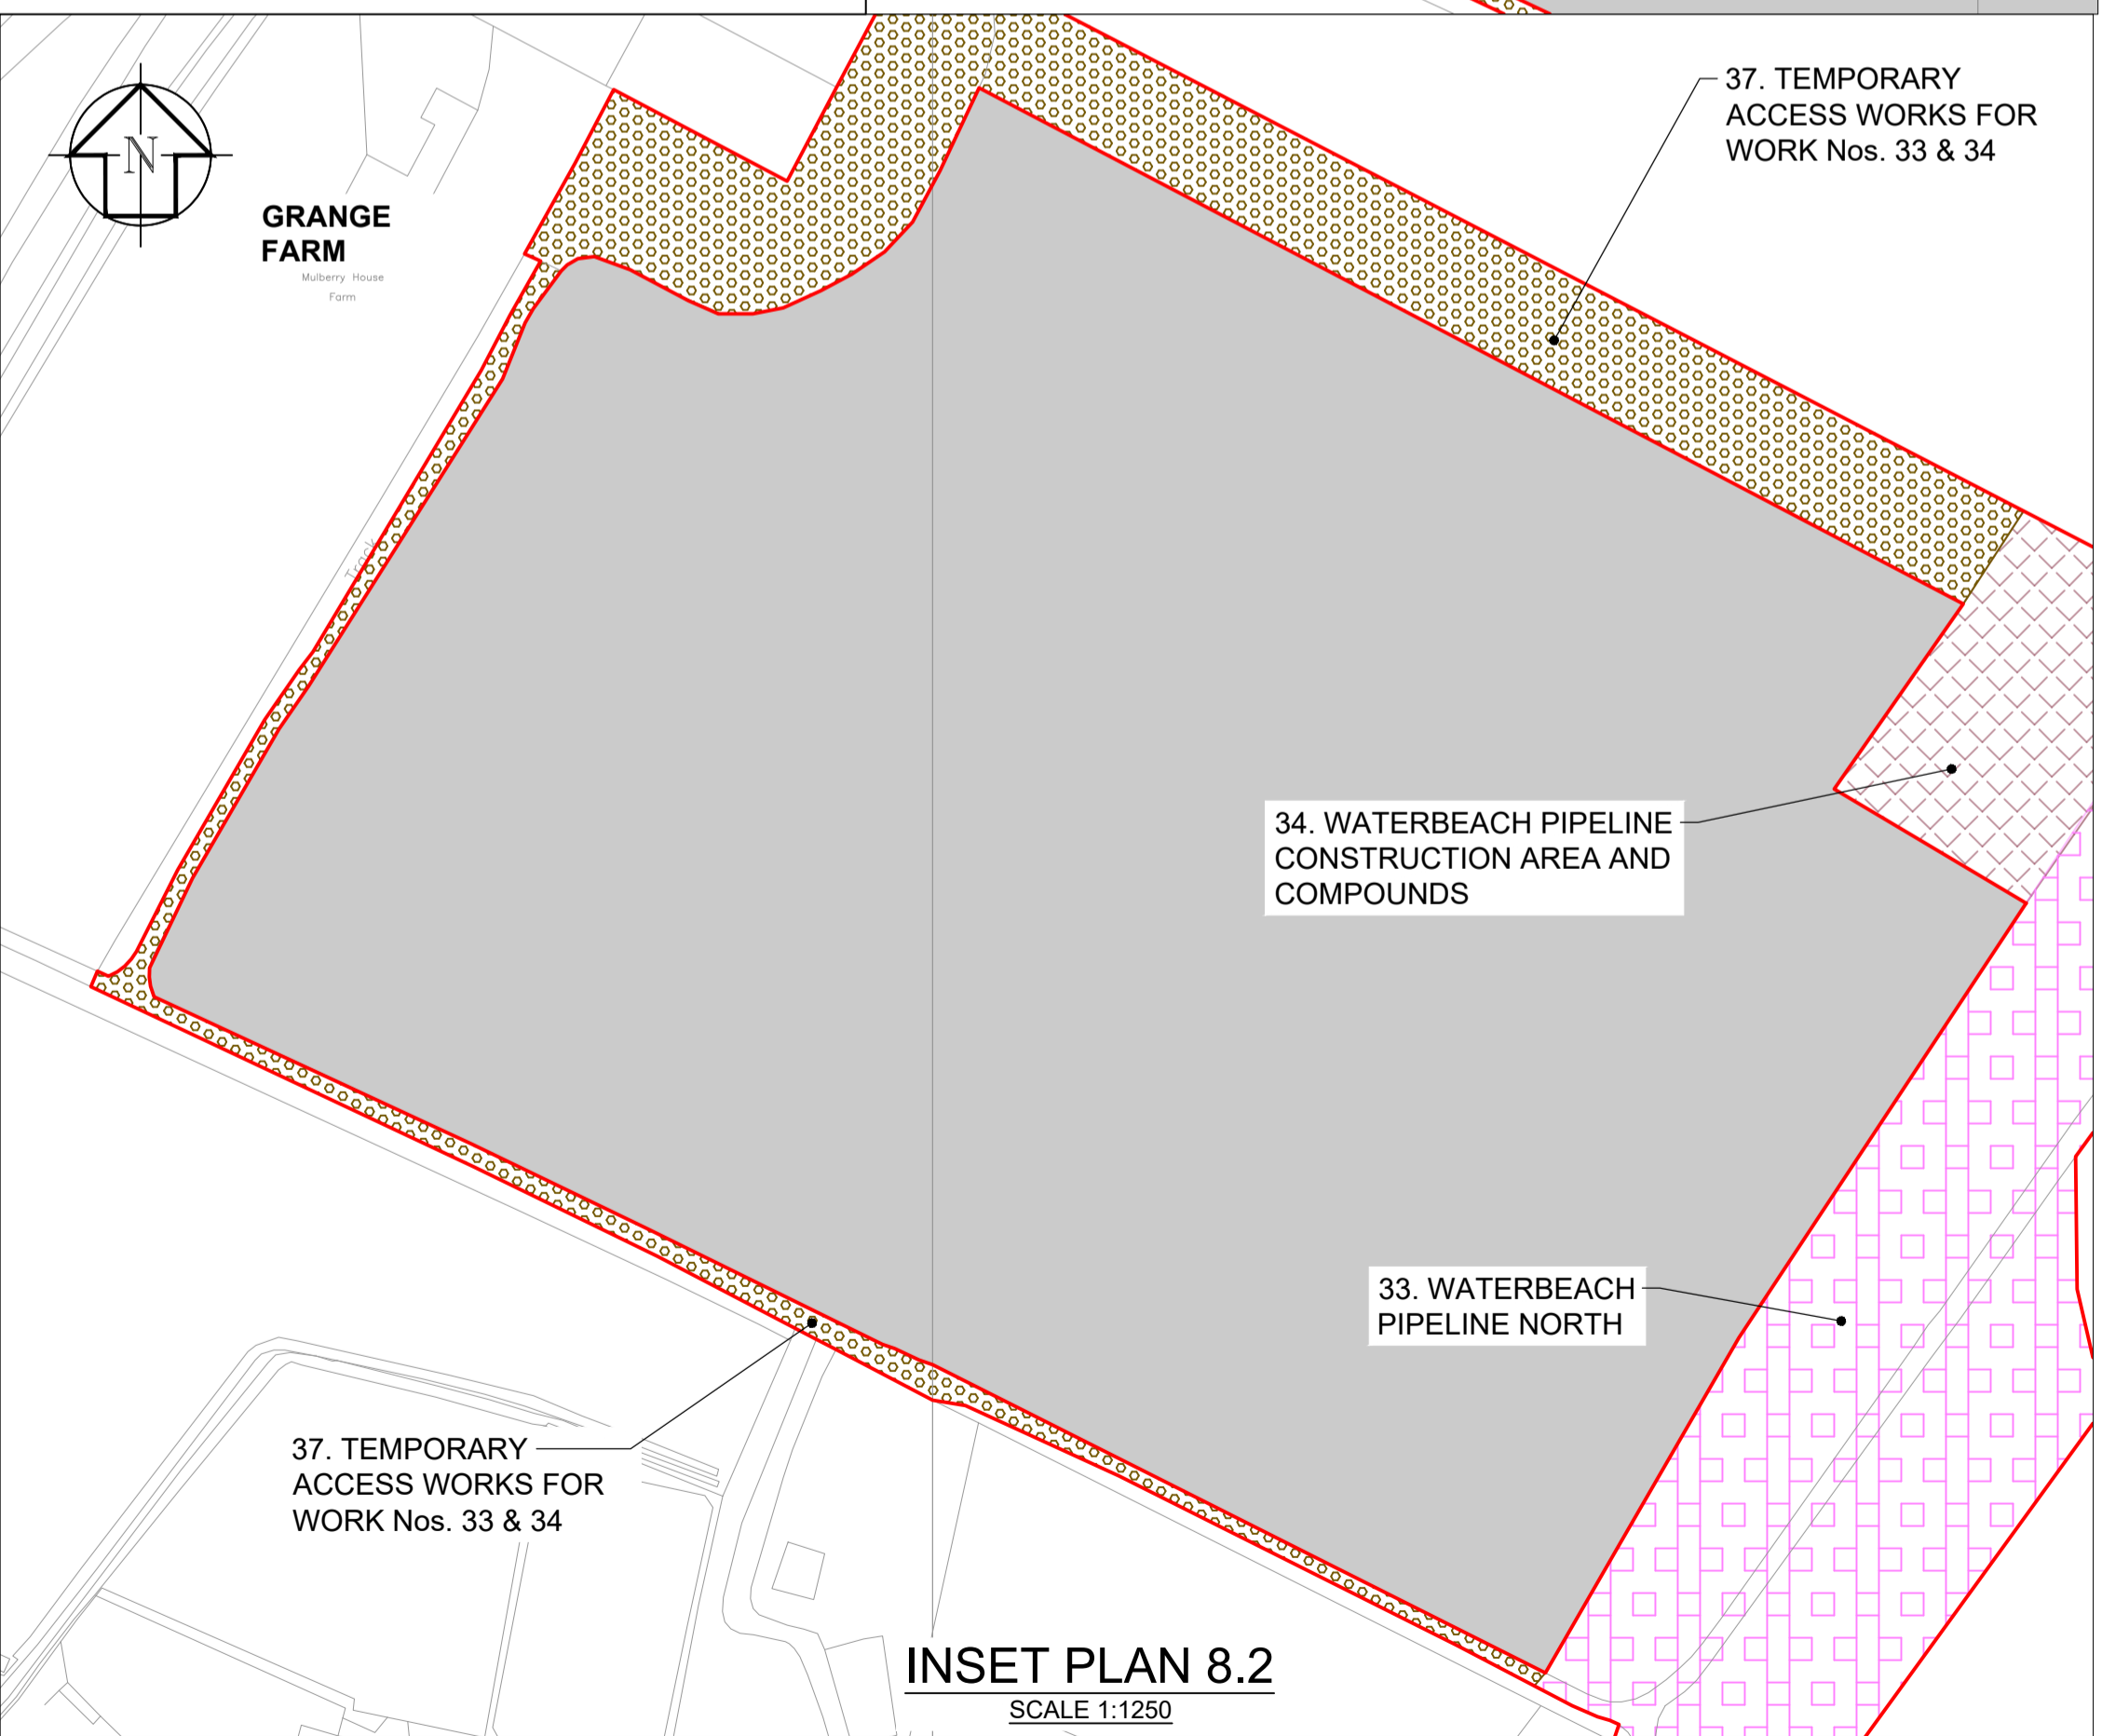 37. TEMPORARY
ACCESS WORKS FOR
WORK Nos. 33 & 34
N
GRANGE
FARM
Mulberry House
Farm
Track
34. WATERBEACH PIPELINE
CONSTRUCTION AREA AND
COMPOUNDS
33. WATERBEACH
PIPELINE NORTH
37. TEMPORARY
ACCESS WORKS FOR
WORK Nos. 33 & 34
INSET PLAN 8.2
SCALE 1:1250